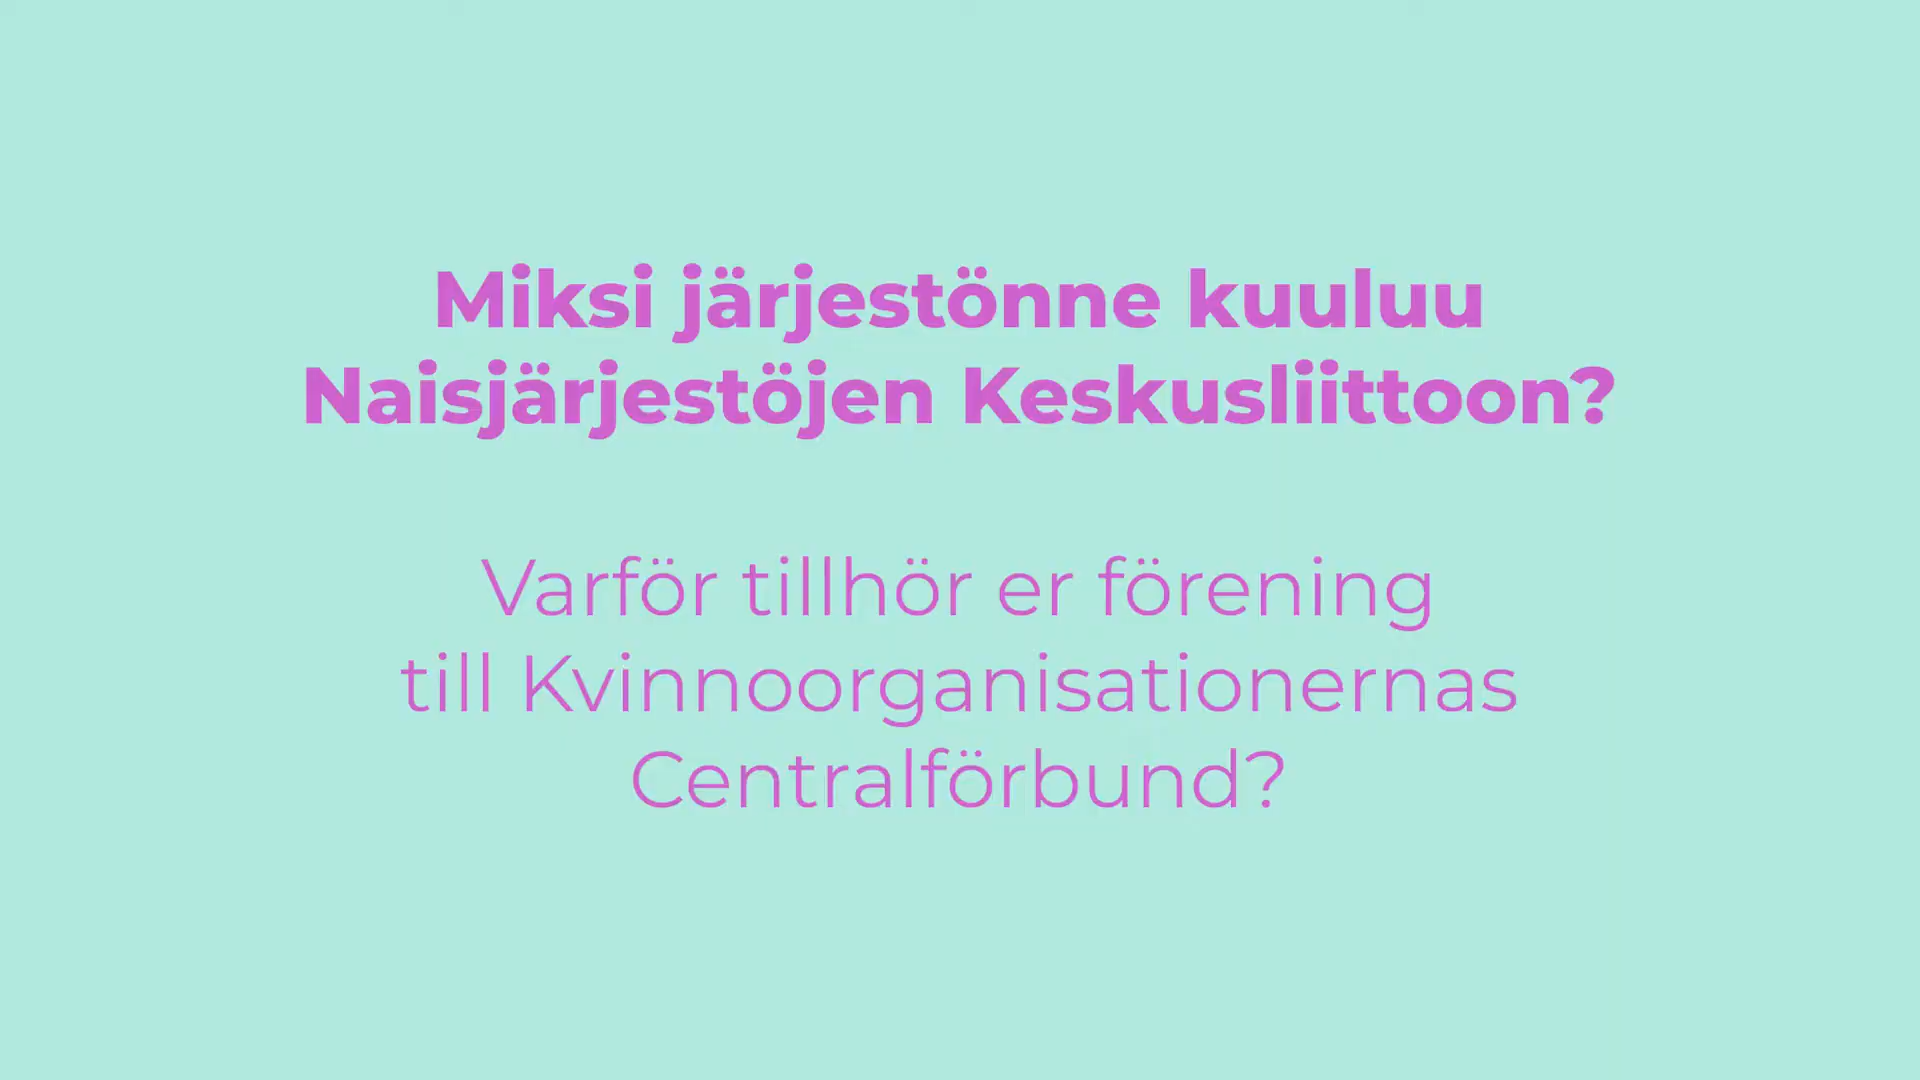 Miksi järjestönne kuuluu
Naisjärjestöjen Keskusliittoon?
Varför tillhör er förening
till Kvinnoorganisationernas
Centralförbund?